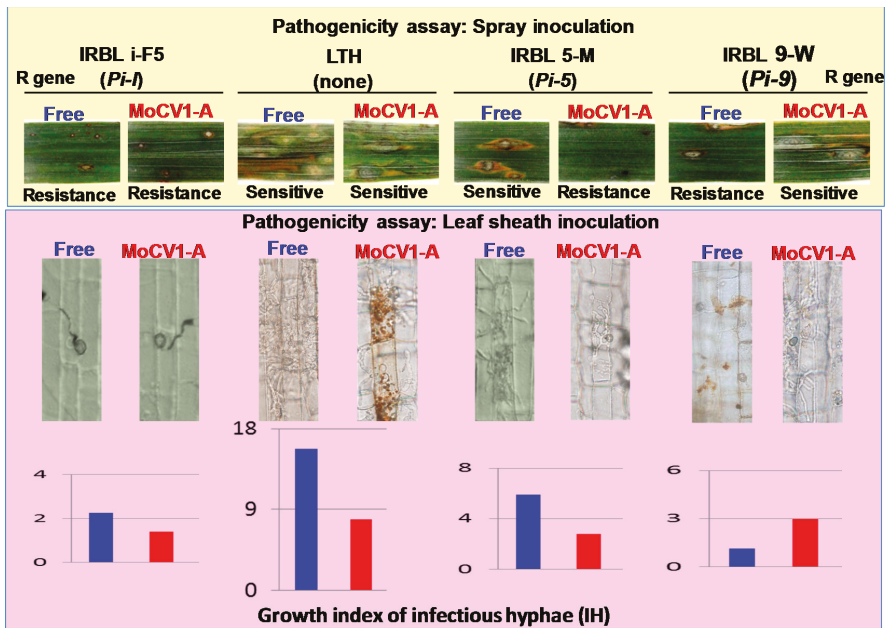 Pathogenicity assay: Spray inoculation
IRBL i-F5 LTH IRBL 5-M IRBL 9-W
R gene (Pi-I) (none) (Pi-5) (Pi-9) R gene
Free MoCV1-A Free MoCV1-A Free MoCV1-A Free MoCV1-A
Resistance Resistance Sensitive Sensitive Sensitive Resistance Resistance Sensitive
Pathogenicity assay: Leaf sheath inoculation
Free MoCV1-A Free MoCV1-A Free MoCV1-A Free MoCV1-A
4
2
0
18
9
0
8
4
0
6
3
0
Growth index of infectious hyphae (IH)